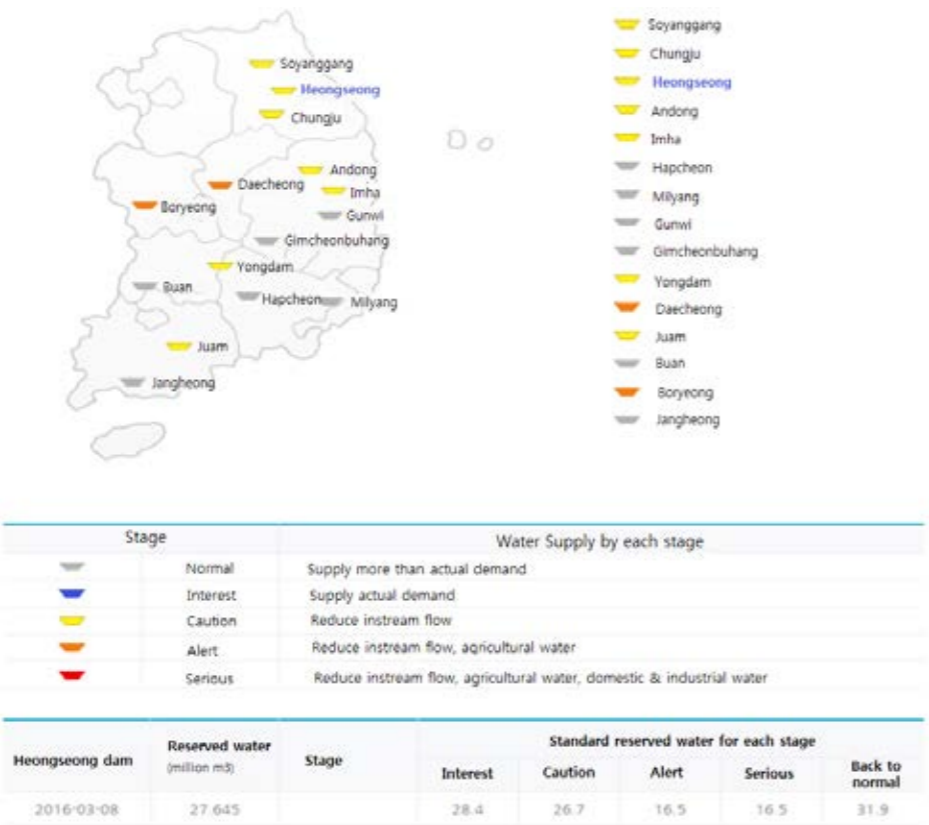 Soyanggang
Heongseong
Chungju
Andong
Daecheong
Imha
Boryeong
Gunwi
Gimcheonbuhang
Yongdam
Buan
Hapcheon
Milyang
Juam
Jangheong
Soyanggang
Chungju
Heongseong
Andong
Imha
Hapcheon
Milyang
Gunwi
Gimcheonbuhang
Yongdam
Daecheong
Juam
Buan
Boryeong
Jangheong
Stage Water Supply by each stage
Normal Supply more than actual demand
Interest Supply actual demand
Caution Reduce instream flow
Alert Reduce instream flow, agricultural water
Serious Reduce instream flow, agricultural water, domestic & industrial water
Heongseong dam Reserved water (million m3) Stage Standard reserved water for each stage
Interest Caution Alert Serious Back to normal
2016-03-08 27.645 28.4 26.7 16.5 16.5 31.9